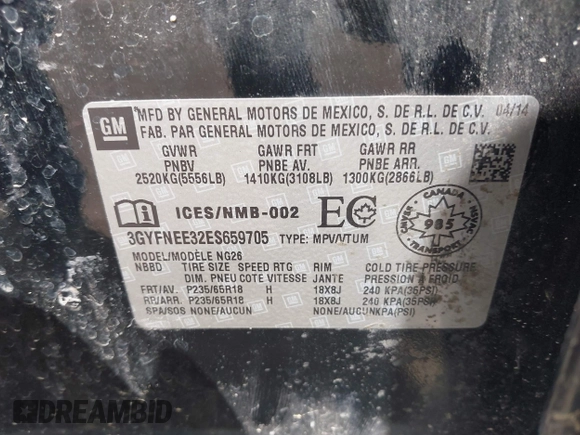 GM
MFD BY GENERAL MOTORS DE MEXICO, S. DE R.L. DE C.V. 04/14
FAB. PAR GENERAL MOTORS DE MEXICO, S. DE R.L. DE C.V.
GVWR GAWR FRT GAWR RR
PNBV PNBE AV. PNBE ARR.
2520KG(5556LB) 1410KG(3108LB) 1300KG(2866LB)
ICES/NMB-002 EC
CANADA
985
TRANSPORT
3GYFNEE32ES659705 TYPE: MPV/VTUM
MODEL/MODÈLE NG26
NBBD TIRE SIZE SPEED RTG RIM COLD TIRE PRESSURE
DIM. PNEU COTE VITESSE JANTE PRESSION À FROID
FRT/AV. P235/65R18 H 18X8J 240 KPA(35PSI)
RR/ARR. P235/65R18 H 18X8J 240 KPA(35PSI)
SPA/SOS NONE/AUCUN NONE/AUCUNKPA(PSI)
DREAMBID